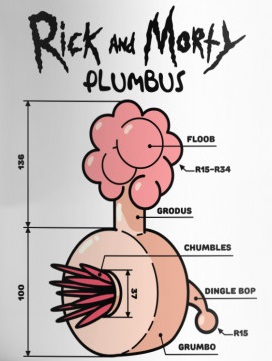 RICK AND MORTY
PLUMBUS
FLOOB
R15-R34
136
GRODUS
CHUMBLES
37
100
DINGLE BOP
R15
GRUMBO